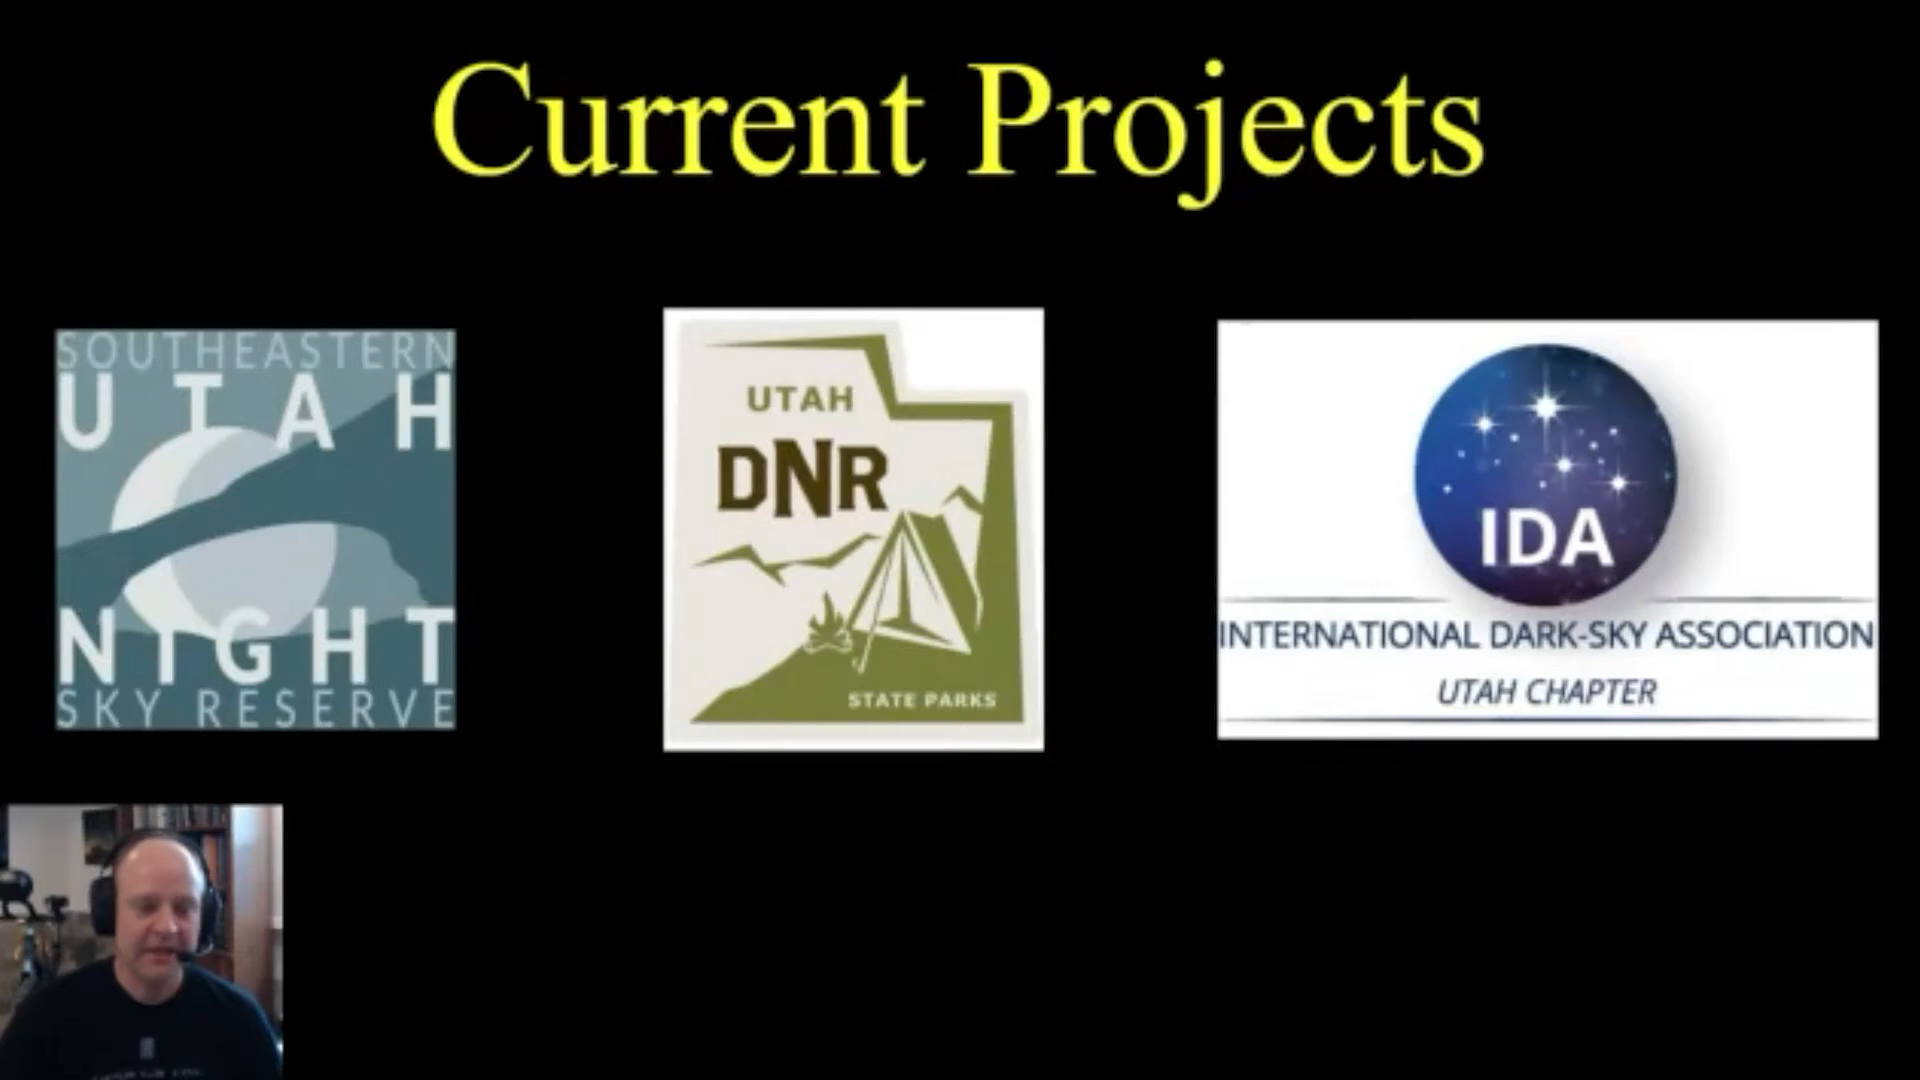 Current Projects
SOUTHEASTERN
UTAH
NIGHT
SKY RESERVE
UTAH
DNR
STATE PARKS
IDA
INTERNATIONAL DARK-SKY ASSOCIATION
UTAH CHAPTER